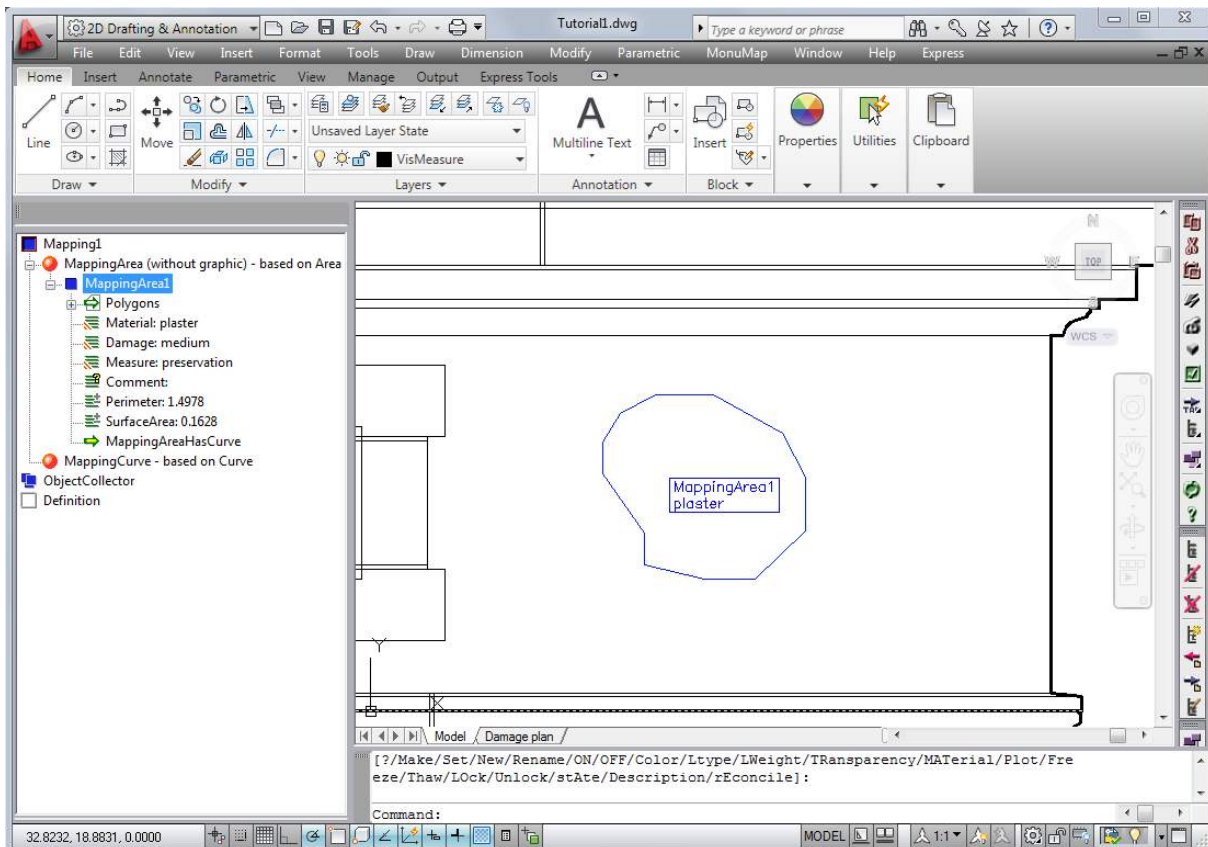 2D Drafting & Annotation
Tutorial1.dwg
Type a keyword or phrase
File Edit View Insert Format Tools Draw Dimension Modify Parametric MonuMap Window Help Express
Home Insert Annotate Parametric View Manage Output Express Tools
Line
Move
Unsaved Layer State
VisMeasure
A
Multiline Text
Insert
Properties
Utilities
Clipboard
Draw Modify Layers Annotation Block
Mapping1
MappingArea (without graphic) - based on Area
MappingArea1
Polygons
Material: plaster
Damage: medium
Measure: preservation
Comment:
Perimeter: 1.4978
SurfaceArea: 0.1628
MappingAreaHasCurve
MappingCurve - based on Curve
ObjectCollector
Definition
N
W TOP E
S
WCS
MappingArea1
plaster
Y
X
TAG
Model Damage plan
[?/Make/Set/New/Rename/ON/OFF/Color/Ltype/LWeight/TRansparency/MATerial/Plot/Fre
eze/Thaw/LOck/Unlock/stAte/Description/rEconcile]:
Command:
32.8232, 18.8831, 0.0000
MODEL
1:1